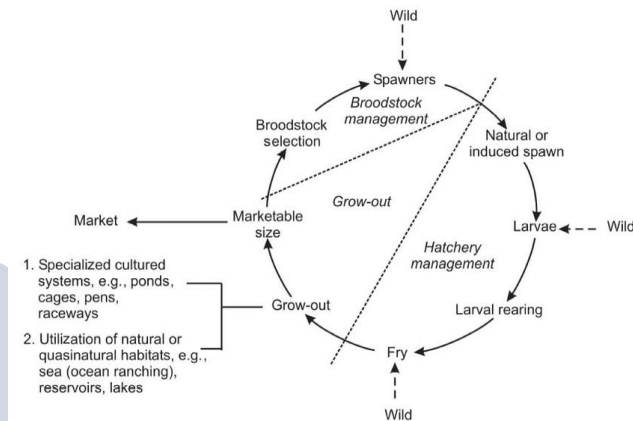 Wild
Spawners
Broodstock
management
Broodstock
selection
Natural or
induced spawn
Grow-out
Market
Marketable
size
Larvae
Wild
Hatchery
management
1. Specialized cultured
systems, e.g., ponds,
cages, pens,
raceways
Grow-out
Larval rearing
2. Utilization of natural or
quasinatural habitats, e.g.,
sea (ocean ranching),
reservoirs, lakes
Fry
Wild